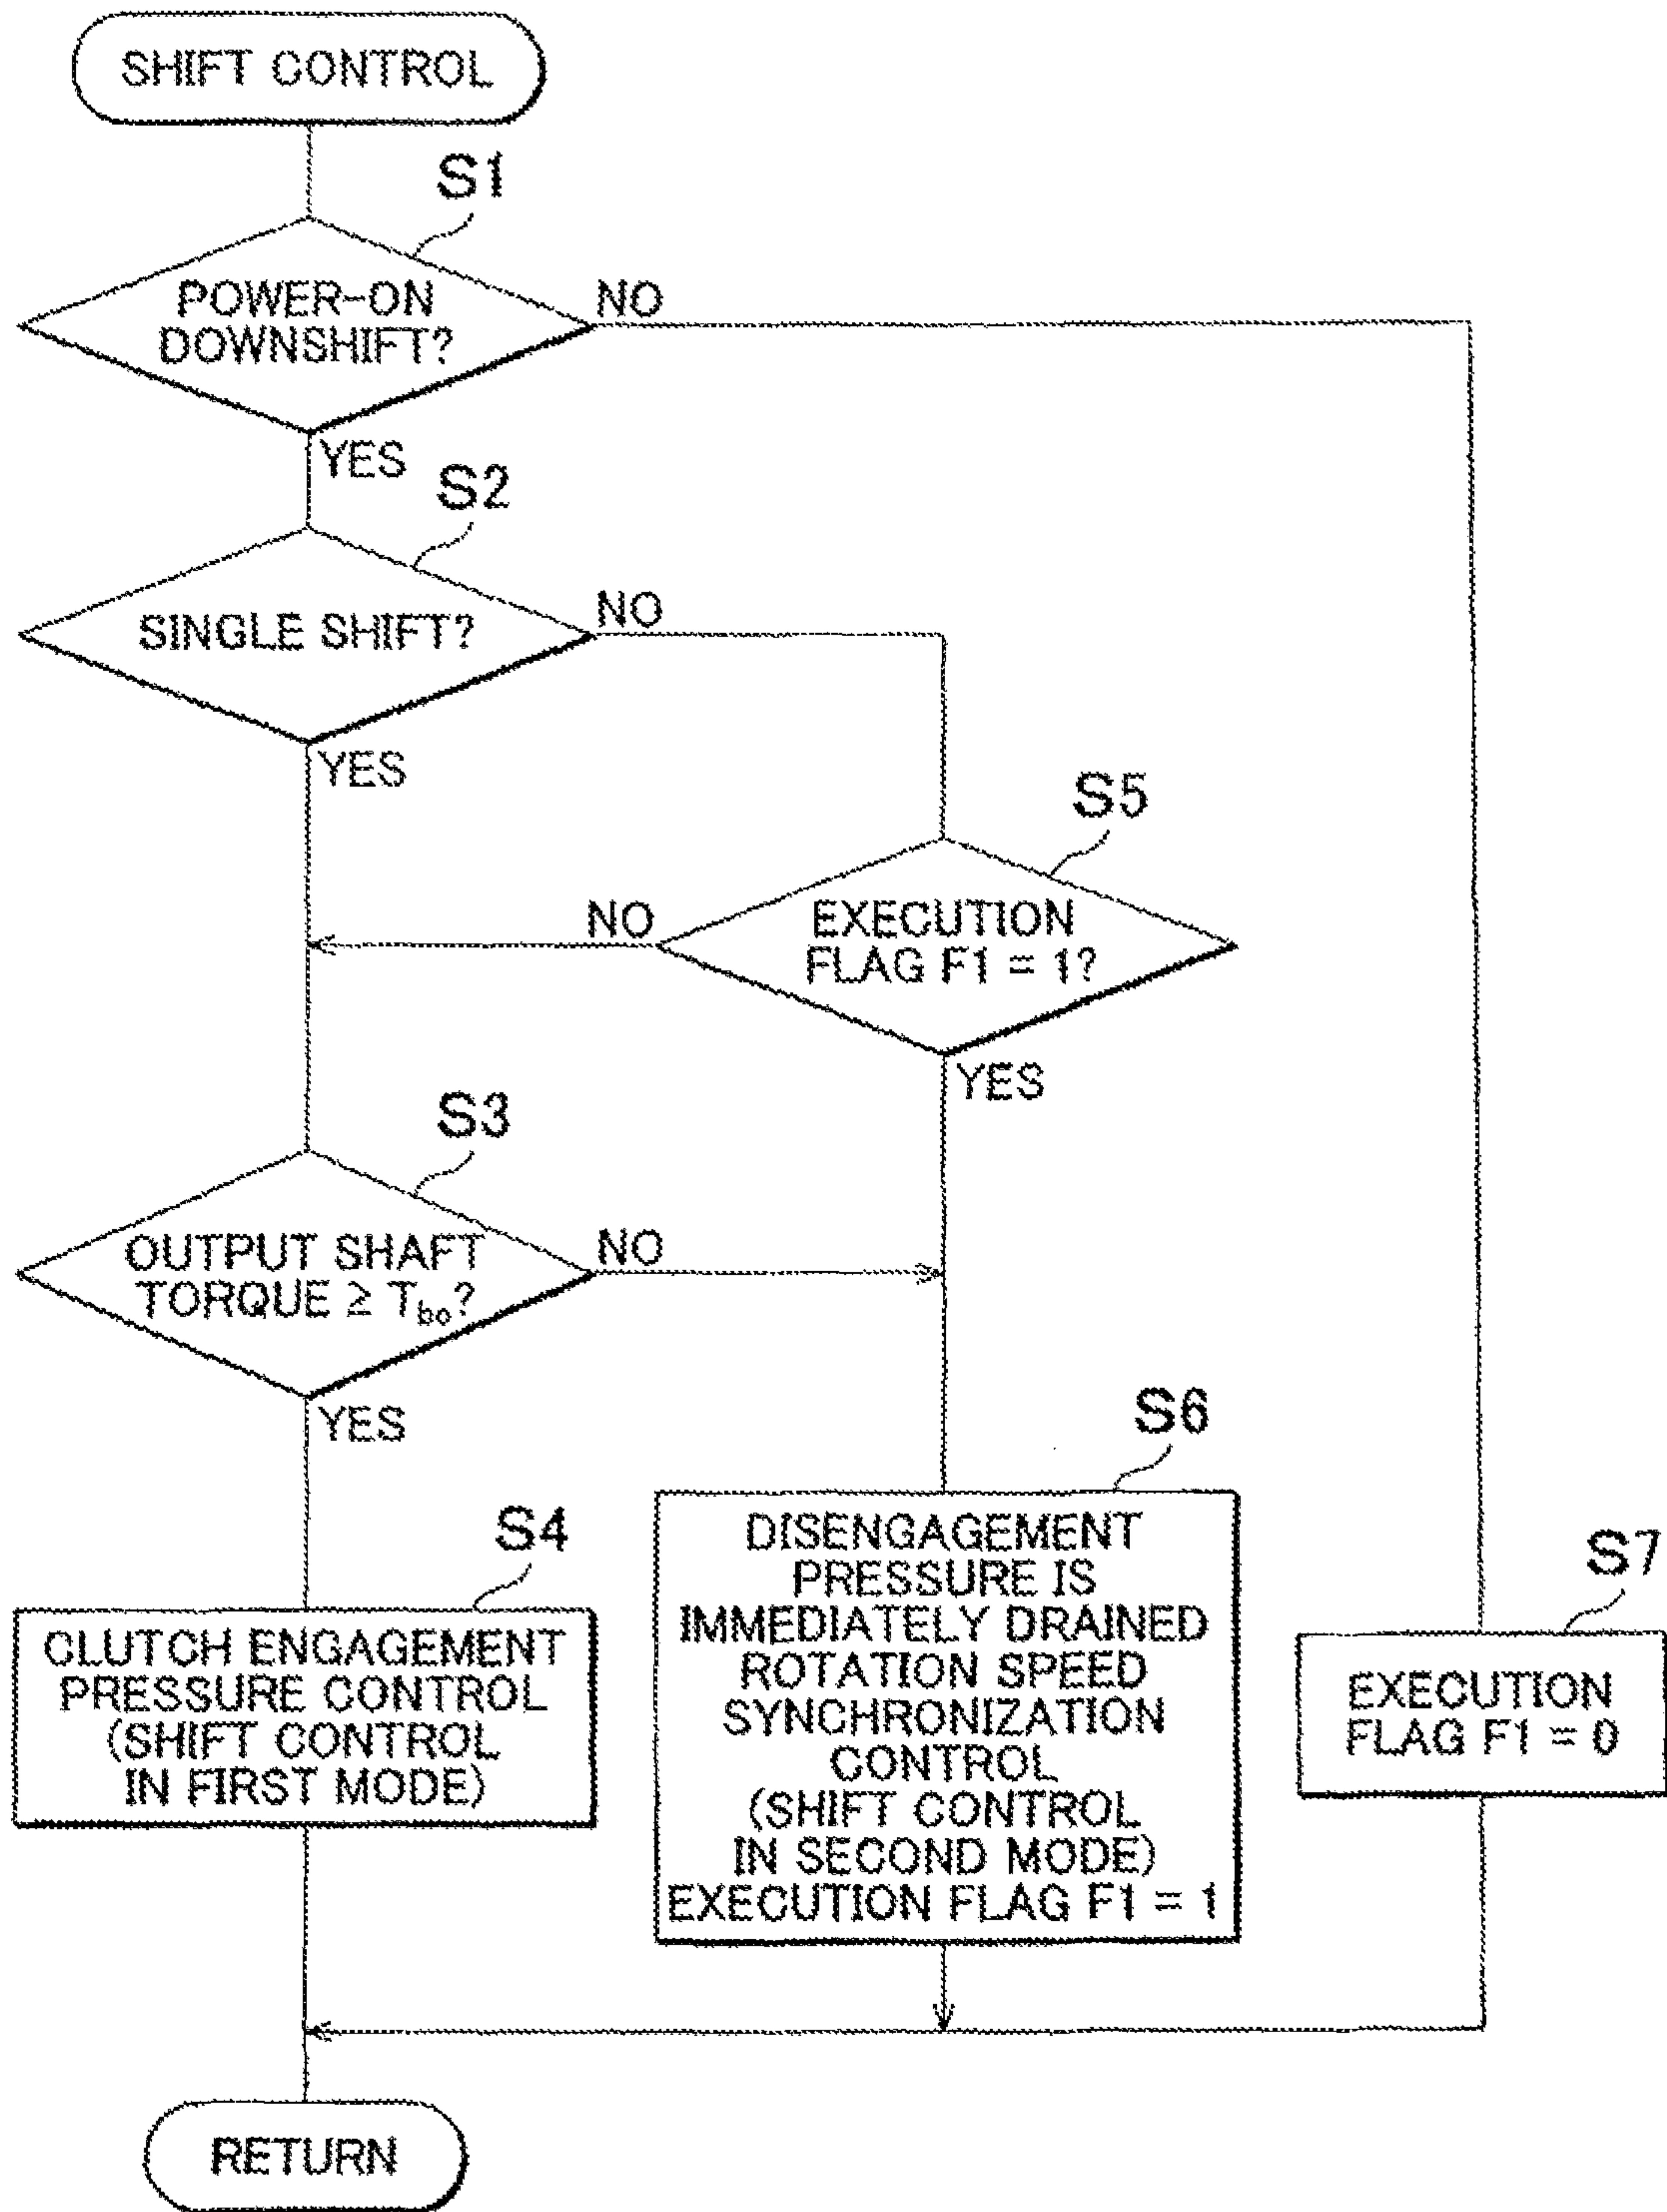 SHIFT CONTROL
S1
POWER-ON
DOWNSHIFT?
NO
YES
S2
SINGLE SHIFT?
NO
YES
S5
EXECUTION
FLAG F1 = 1?
NO
YES
S3
OUTPUT SHAFT
TORQUE ≥ Tbo?
NO
YES
S4
CLUTCH ENGAGEMENT
PRESSURE CONTROL
(SHIFT CONTROL
IN FIRST MODE)
S6
DISENGAGEMENT
PRESSURE IS
IMMEDIATELY DRAINED
ROTATION SPEED
SYNCHRONIZATION
CONTROL
(SHIFT CONTROL
IN SECOND MODE)
EXECUTION FLAG F1 = 1
S7
EXECUTION
FLAG F1 = 0
RETURN